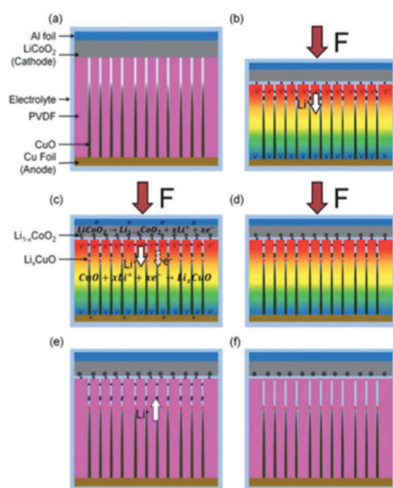 (a)
Al foil
LiCoO₂
(Cathode)
Electrolyte
PVDF
CuO
Cu Foil
(Anode)
(b)
F
Li⁺
(c)
F
LiCoO₂ → Li₁₋ₓCoO₂ + xLi⁺ + xe⁻
Li₁₋ₓCoO₂
LiₓCuO
Li⁺
e⁻
CuO + xLi⁺ + xe⁻ → LiₓCuO
(d)
F
(e)
Li⁺
(f)